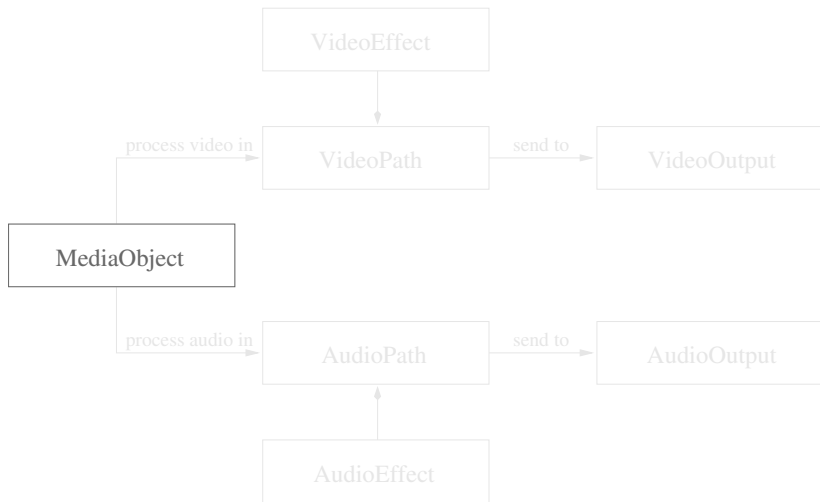 VideoEffect
process video in
VideoPath
send to
VideoOutput
MediaObject
process audio in
AudioPath
send to
AudioOutput
AudioEffect